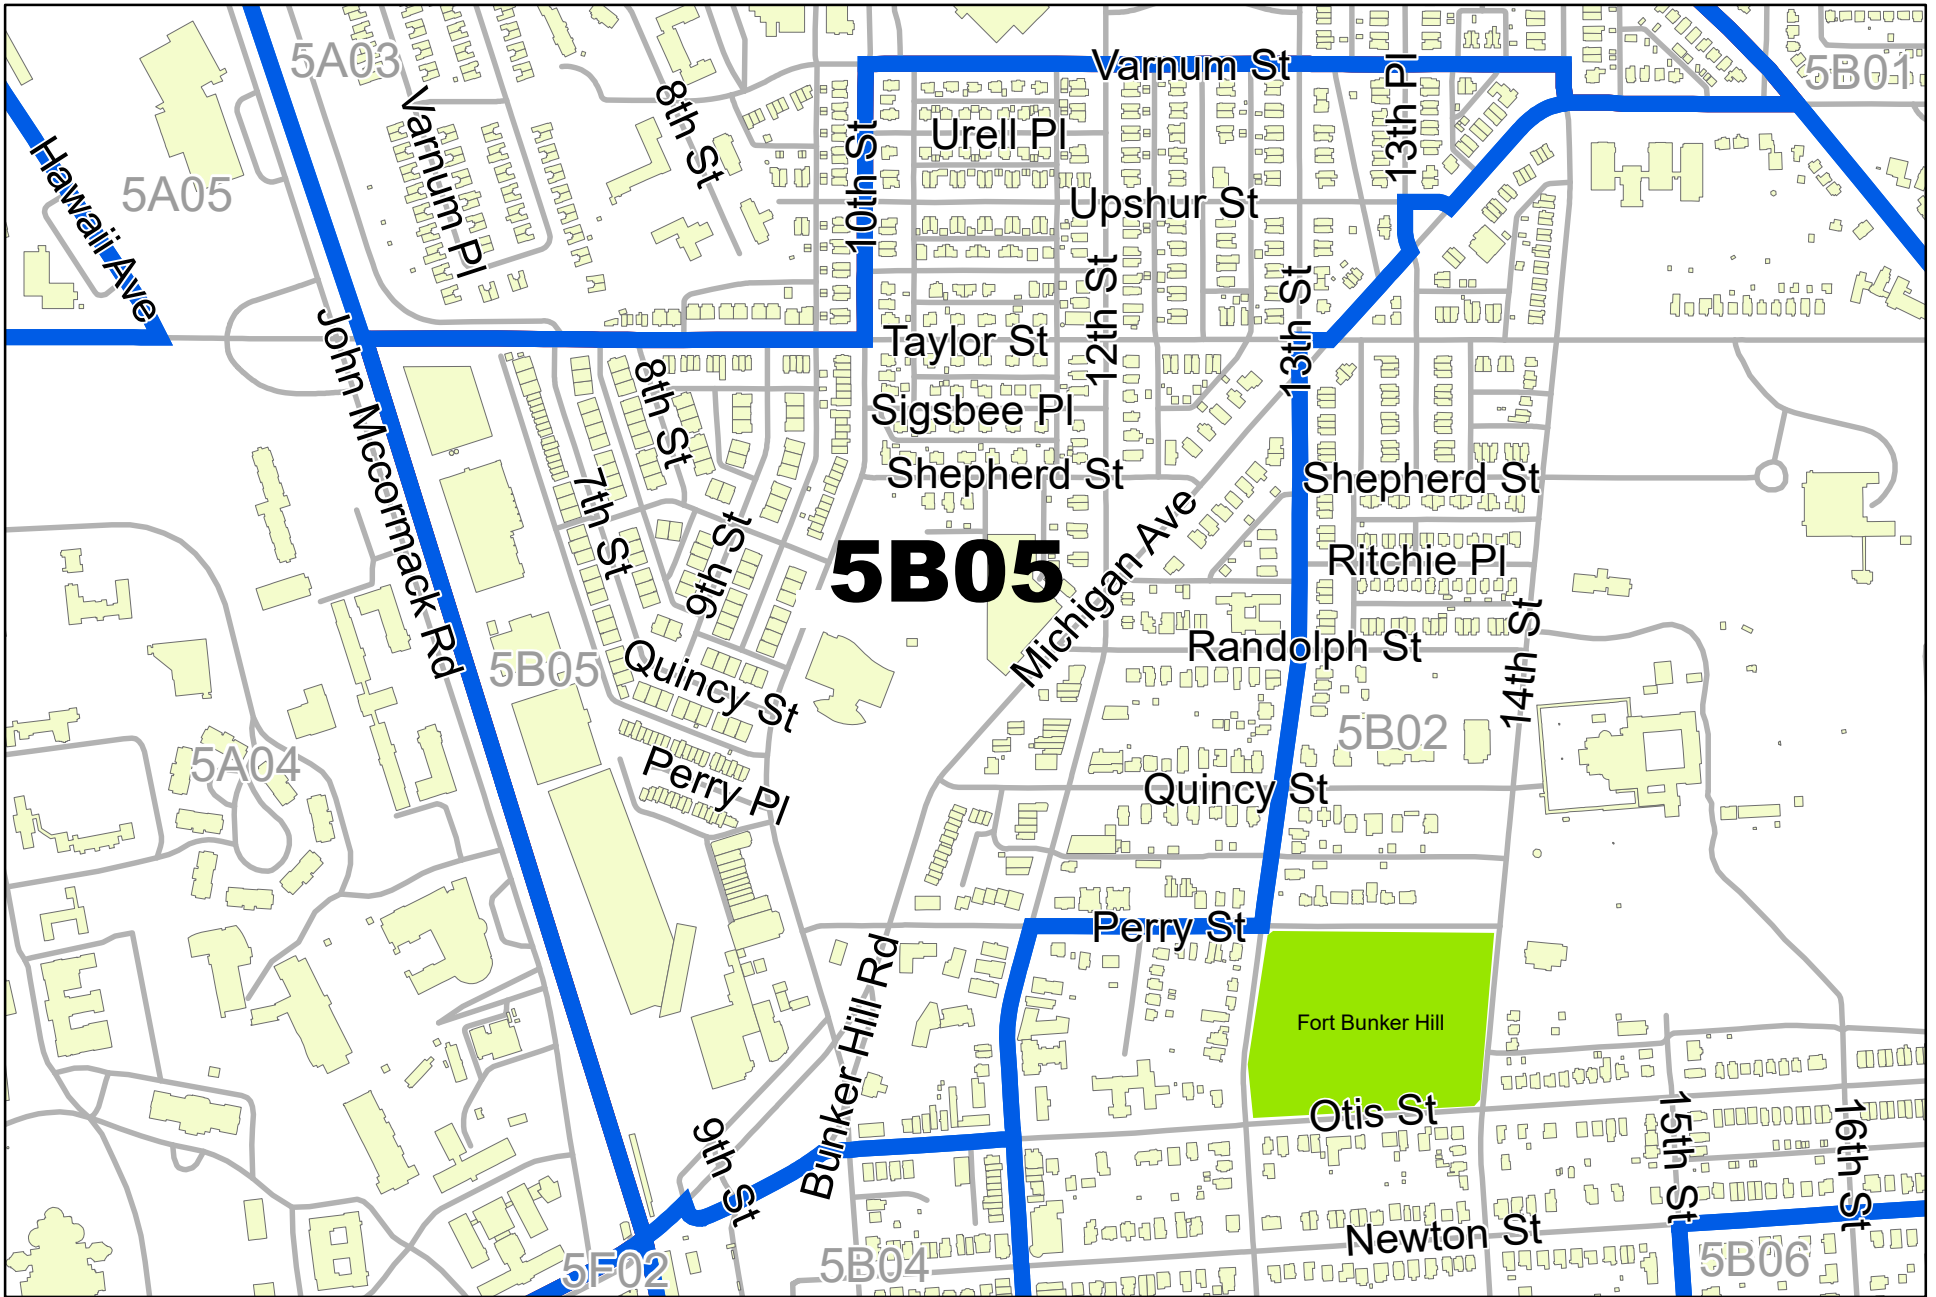 5A03
Varnum St
5B01
8th St
13th Pl
Varnum Pl
10th St
Urell Pl
Hawaiii Ave
5A05
Upshur St
12th St
13th St
John Mccormack Rd
Taylor St
8th St
Sigsbee Pl
Shepherd St
Shepherd St
7th St
9th St
5B05
Michigan Ave
Ritchie Pl
14th St
Randolph St
5B05
Quincy St
5B02
5A04
Perry Pl
Quincy St
Perry St
Bunker Hill Rd
Fort Bunker Hill
Otis St
9th St
15th St
16th St
Newton St
5F02
5B04
5B06